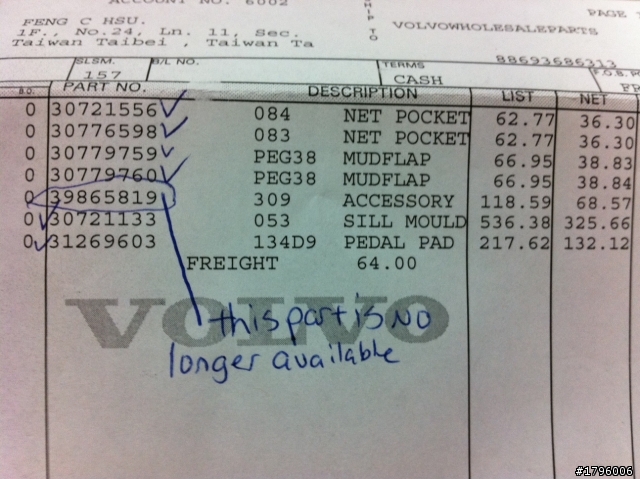 ACCOUNT NO. 6002
PAGE
FENG C HSU.
1F., No.24, Ln. 11, Sec.
Taiwan Taibei , Taiwan Ta
HIP TO
VOLVOWHOLESALEPARTS
88693686313
SLSM. B/L NO. TERMS F.O.B.
157 CASH
B.O. PART NO. DESCRIPTION LIST NET
0 30721556 084 NET POCKET 62.77 36.30
0 30776598 083 NET POCKET 62.77 36.30
0 30779759 PEG38 MUDFLAP 66.95 38.83
0 30779760 PEG38 MUDFLAP 66.95 38.84
0 39865819 309 ACCESSORY 118.59 68.57
0 30721133 053 SILL MOULD 536.38 325.66
0 31269603 134D9 PEDAL PAD 217.62 132.12
FREIGHT 64.00
VOLVO
this part is no
longer available
#1796006